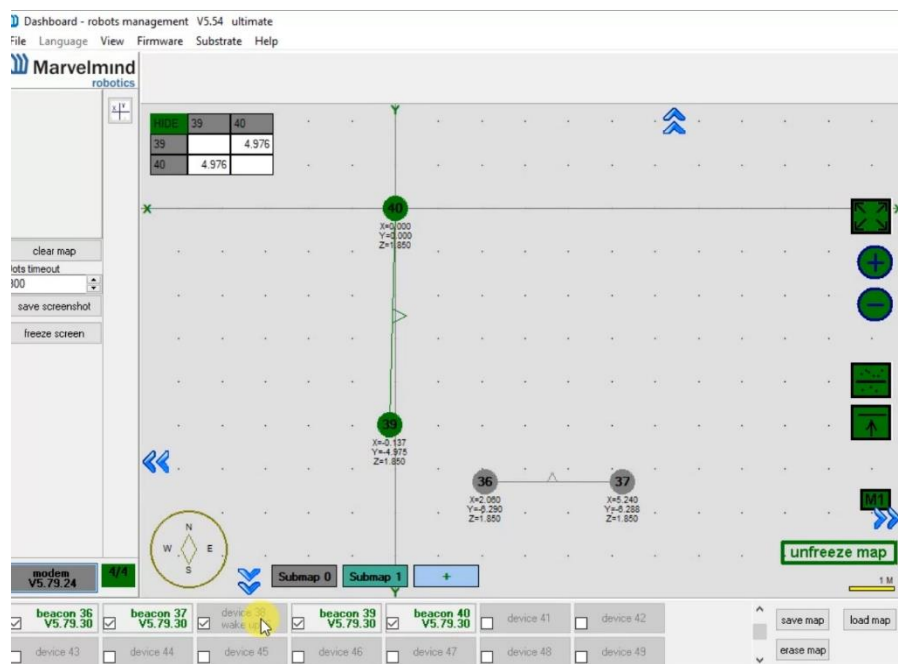 Dashboard - robots management V5.54 ultimate
File Language View Firmware Substrate Help
Marvelmind
robotics
HIDE 39 40
39 4.976
40 4.976
Y
X
40
X=0.000
Y=0.000
Z=1.850
clear map
dots timeout
300
save screenshot
freeze screen
39
X=-0.137
Y=-4.975
Z=1.850
36
X=2.060
Y=-6.290
Z=1.850
37
X=5.240
Y=-6.288
Z=1.850
M1
N
W E
S
unfreeze map
modem
V5.79.24
4/4
Submap 0 Submap 1 +
Y
1 M
beacon 36
V5.79.30
beacon 37
V5.79.30
device 38
wake up
beacon 39
V5.79.30
beacon 40
V5.79.30
device 41
device 42
save map
load map
device 43
device 44
device 45
device 46
device 47
device 48
device 49
erase map